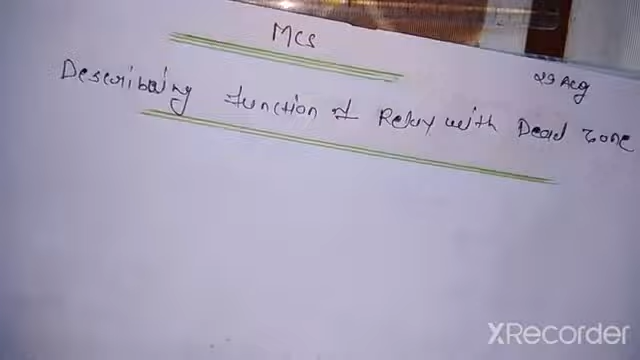 MCS
29 Aug
Describing function of Relay with Dead zone
XRecorder